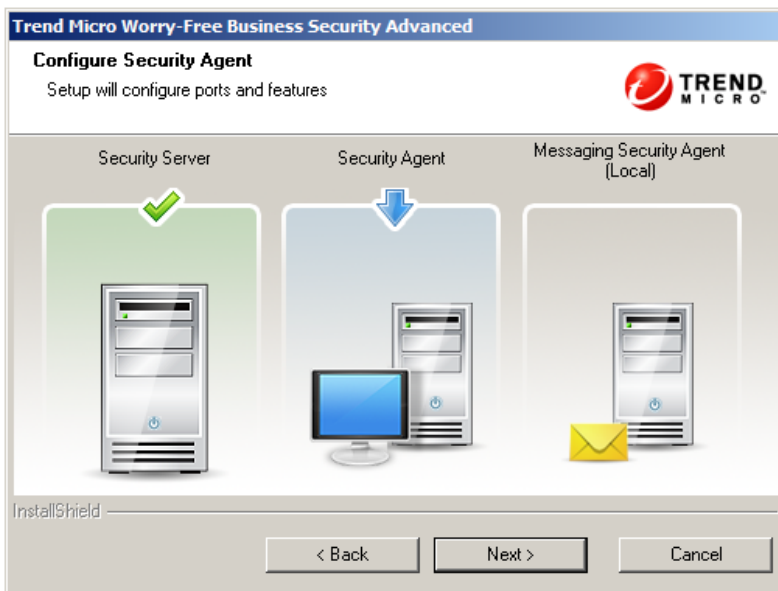 Trend Micro Worry-Free Business Security Advanced
Configure Security Agent
Setup will configure ports and features
TREND
MICRO
Security Server
Security Agent
Messaging Security Agent
(Local)
InstallShield
< Back
Next >
Cancel